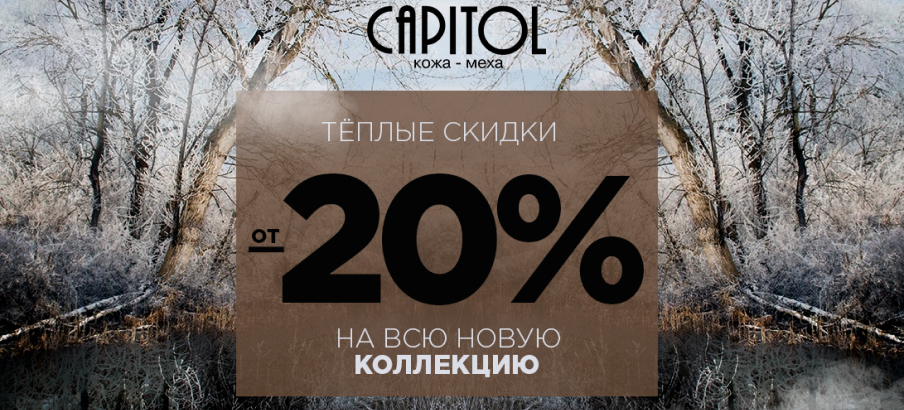 CAPITOL
кожа - меха
ТЁПЛЫЕ СКИДКИ
от 20%
НА ВСЮ НОВУЮ
КОЛЛЕКЦИЮ